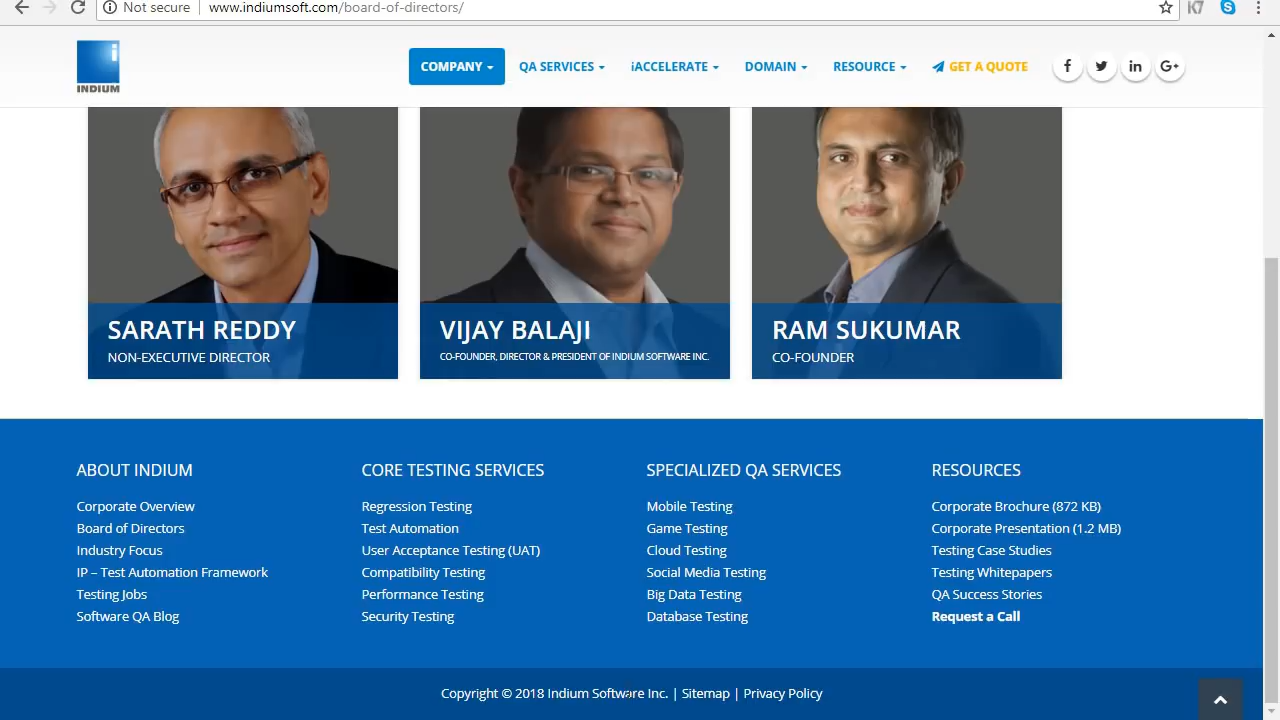 Not secure | www.indiumsoft.com/board-of-directors/
K7
S
i
INDIUM
COMPANY QA SERVICES iACCELERATE DOMAIN RESOURCE GET A QUOTE
SARATH REDDY
NON-EXECUTIVE DIRECTOR
VIJAY BALAJI
CO-FOUNDER, DIRECTOR & PRESIDENT OF INDIUM SOFTWARE INC.
RAM SUKUMAR
CO-FOUNDER
ABOUT INDIUM
Corporate Overview
Board of Directors
Industry Focus
IP – Test Automation Framework
Testing Jobs
Software QA Blog
CORE TESTING SERVICES
Regression Testing
Test Automation
User Acceptance Testing (UAT)
Compatibility Testing
Performance Testing
Security Testing
SPECIALIZED QA SERVICES
Mobile Testing
Game Testing
Cloud Testing
Social Media Testing
Big Data Testing
Database Testing
RESOURCES
Corporate Brochure (872 KB)
Corporate Presentation (1.2 MB)
Testing Case Studies
Testing Whitepapers
QA Success Stories
Request a Call
Copyright © 2018 Indium Software Inc. | Sitemap | Privacy Policy